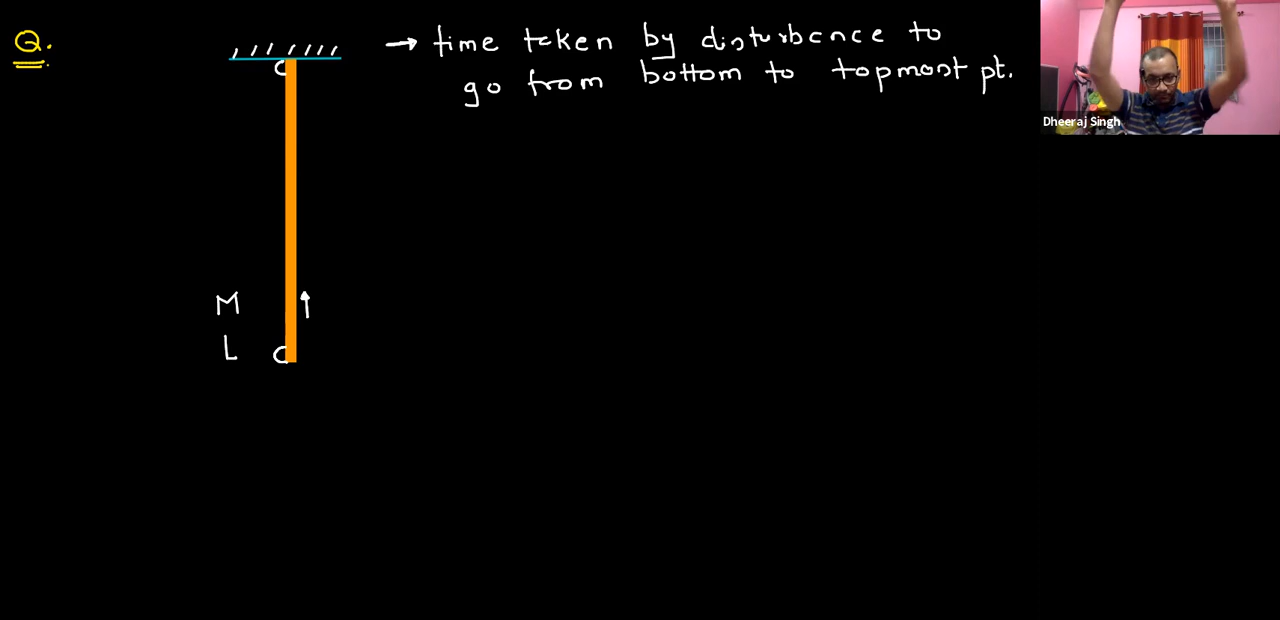 Q.
→ time taken by disturbance to
go from bottom to topmost pt.
Dheeraj Singh
M
L